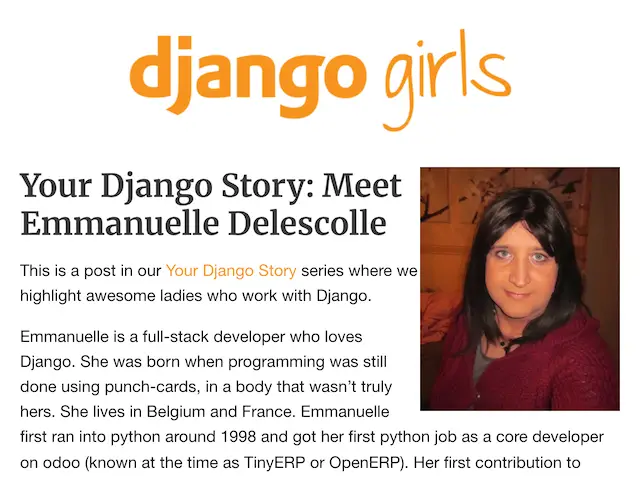 django girls
Your Django Story: Meet
Emmanuelle Delescolle
This is a post in our Your Django Story series where we
highlight awesome ladies who work with Django.
Emmanuelle is a full-stack developer who loves
Django. She was born when programming was still
done using punch-cards, in a body that wasn’t truly
hers. She lives in Belgium and France. Emmanuelle
first ran into python around 1998 and got her first python job as a core developer
on odoo (known at the time as TinyERP or OpenERP). Her first contribution to